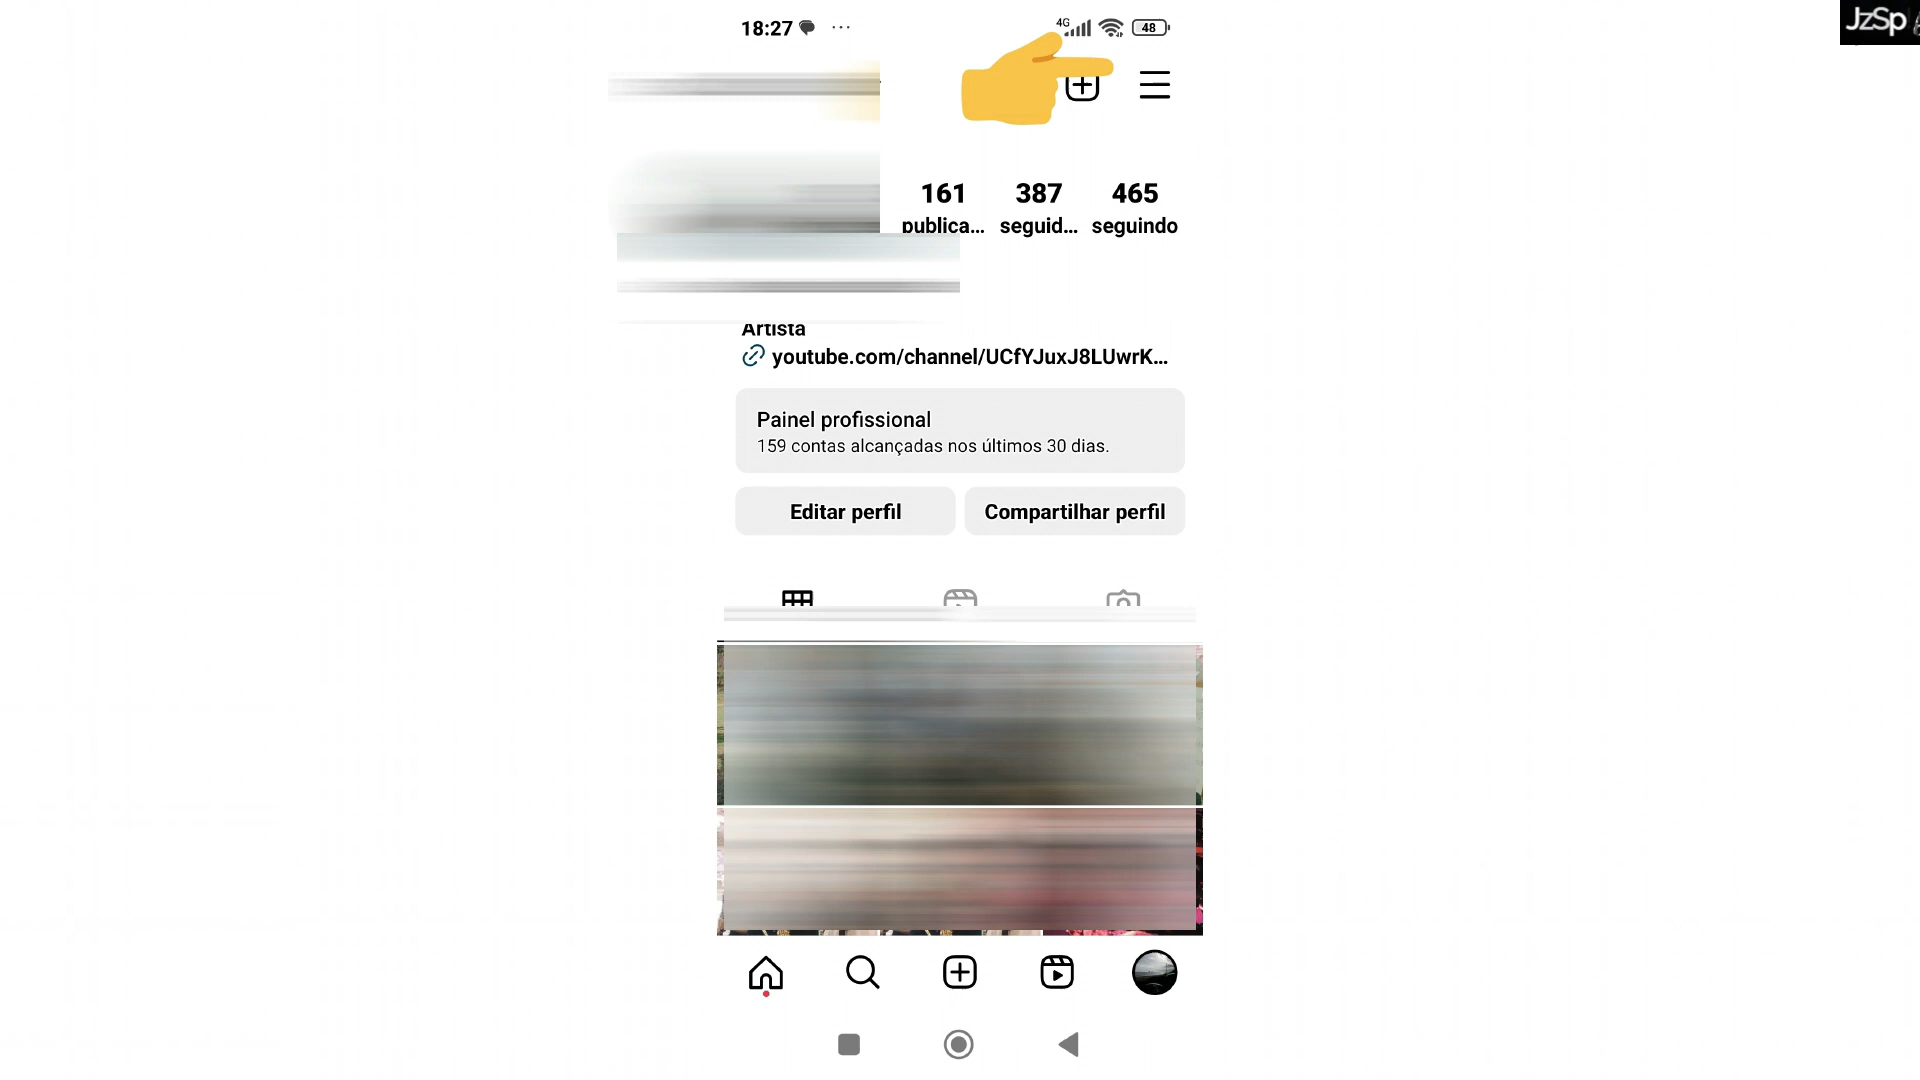 JzSp
18:27 ... 4G 48
161 387 465
publica... seguid... seguindo
Artista
youtube.com/channel/UCfYJuxJ8LUwrK...
Painel profissional
159 contas alcançadas nos últimos 30 dias.
Editar perfil Compartilhar perfil